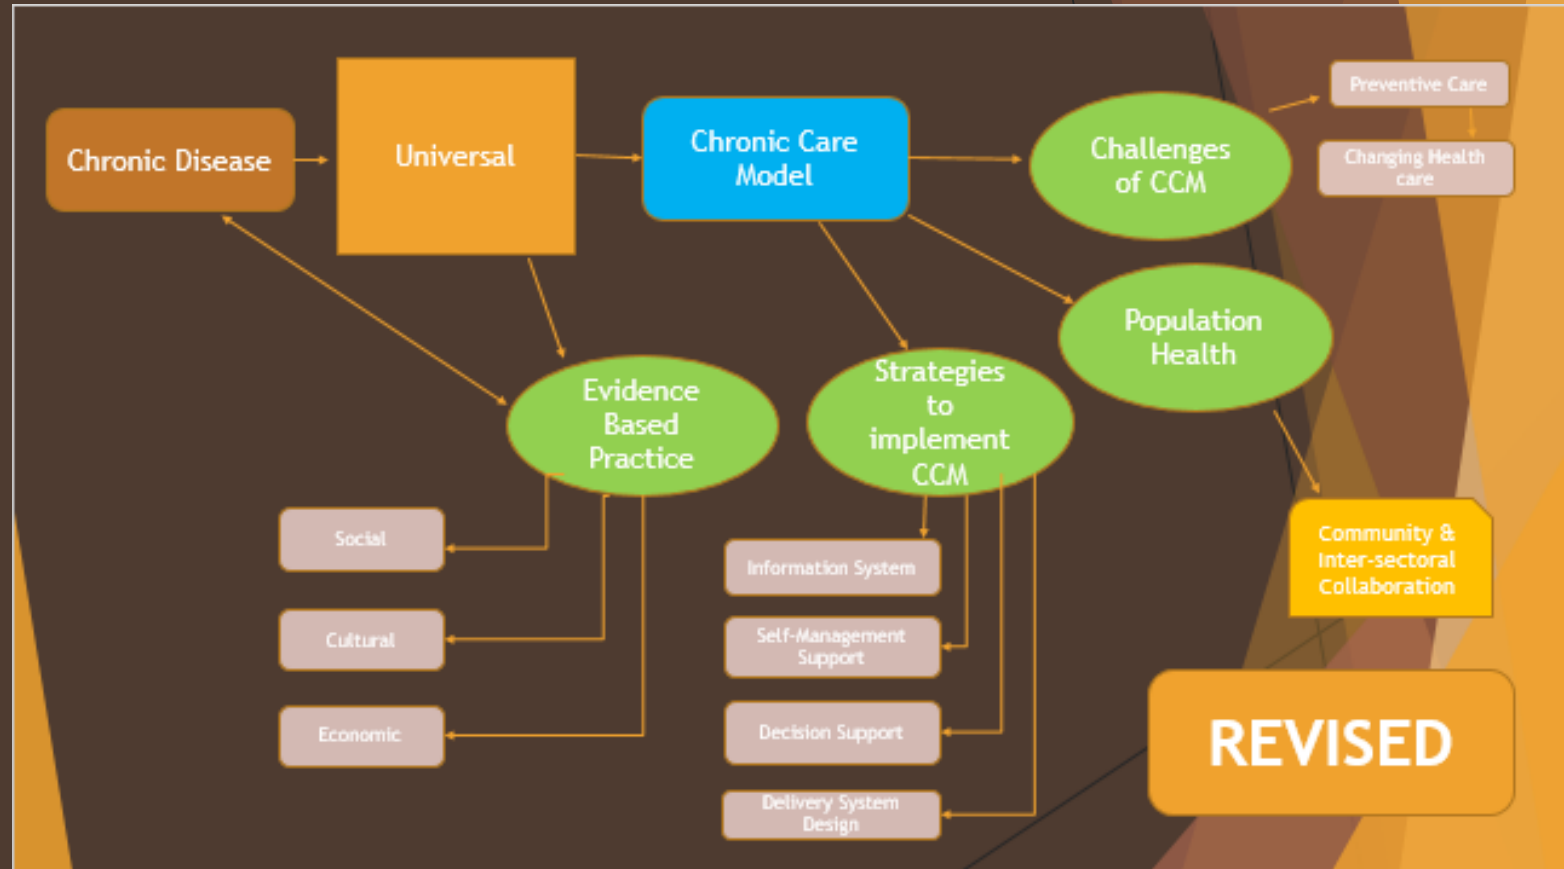 Chronic Disease
Universal
Chronic Care
Model
Challenges
of CCM
Preventive Care
Changing Health
care
Population
Health
Evidence
Based
Practice
Strategies
to
implement
CCM
Social
Cultural
Economic
Information System
Self-Management
Support
Decision Support
Delivery System
Design
Community &
Inter-sectoral
Collaboration
REVISED